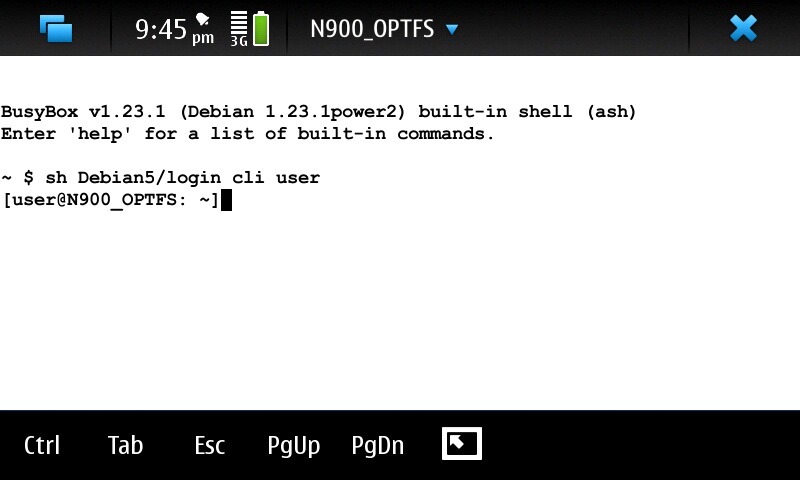 9:45 pm 3G N900_OPTFS
BusyBox v1.23.1 (Debian 1.23.1power2) built-in shell (ash)
Enter 'help' for a list of built-in commands.
~ $ sh Debian5/login cli user
[user@N900_OPTFS: ~]
Ctrl Tab Esc PgUp PgDn